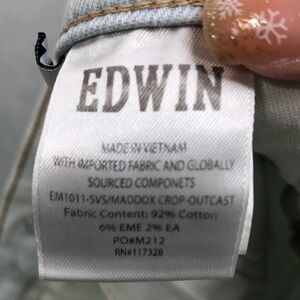 EDWIN
MADE IN VIETNAM
WITH IMPORTED FABRIC AND GLOBALLY
SOURCED COMPONETS
EM1011-SVS/MADDOX CROP-OUTCAST
Fabric Content: 92% Cotton
6% EME 2% EA
PO#M212
RN#117328